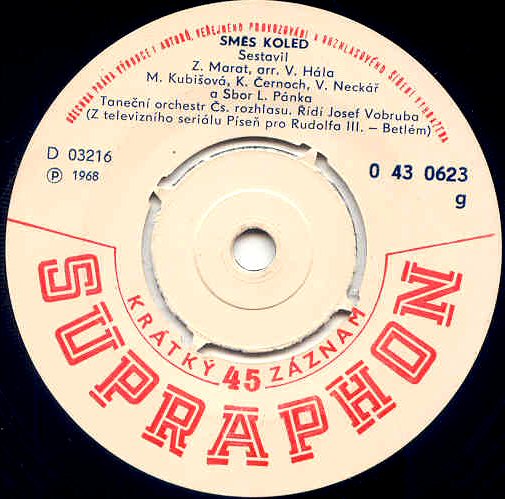 VŠECHNA PRÁVA VÝROBCE I AUTORŮ, VEŘEJNÉHO PROVOZOVÁNÍ A ROZHLASOVÉHO ŠÍŘENÍ VYHRAZENA
SMĚS KOLED
Sestavil
Z. Marat, arr. V. Hála
M. Kubišová, K. Černoch, V. Neckář
a Sbor L. Pánka
Taneční orchestr Čs. rozhlasu. Řídí Josef Vobruba
(Z televizního seriálu Píseň pro Rudolfa III. – Betlém)
D 03216
Ⓟ 1968
0 43 0623
g
KRÁTKÝ 45 ZÁZNAM
SUPRAPHON